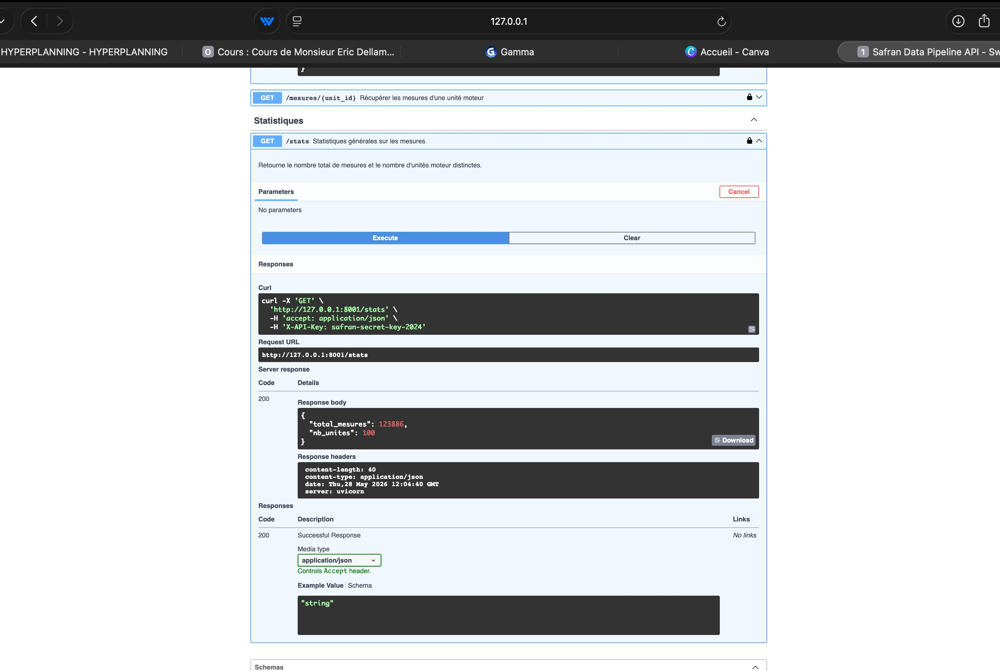 127.0.0.1
HYPERPLANNING - HYPERPLANNING
O Cours : Cours de Monsieur Eric Dellam...
G Gamma
C Accueil - Canva
1 Safran Data Pipeline API - Sw
}
GET /mesures/{unit_id} Récupérer les mesures d'une unité moteur
Statistiques
GET /stats Statistiques générales sur les mesures
Retourne le nombre total de mesures et le nombre d'unités moteur distinctes.
Parameters
Cancel
No parameters
Execute
Clear
Responses
Curl
curl -X 'GET' \
'http://127.0.0.1:8001/stats' \
-H 'accept: application/json' \
-H 'X-API-Key: safran-secret-key-2024'
Request URL
http://127.0.0.1:8001/stats
Server response
Code Details
200
Response body
{
"total_mesures": 123886,
"nb_unites": 100
}
Download
Response headers
content-length: 40
content-type: application/json
date: Thu,28 May 2026 12:04:40 GMT
server: uvicorn
Responses
Code Description Links
200 Successful Response No links
Media type
application/json
Controls Accept header.
Example Value Schema
"string"
Schemas